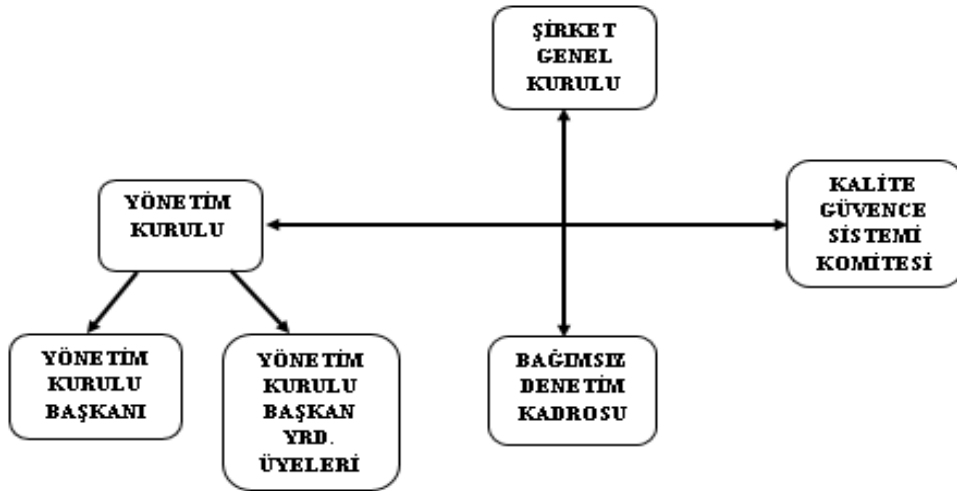 ŞİRKET
GENEL
KURULU
YÖNETİM
KURULU
KALİTE
GÜVENCE
SİSTEMİ
KOMİTESİ
YÖNETİM
KURULU
BAŞKANI
YÖNETİM
KURULU
BAŞKAN
YRD.
ÜYELERİ
BAĞIMSIZ
DENETİM
KADROSU